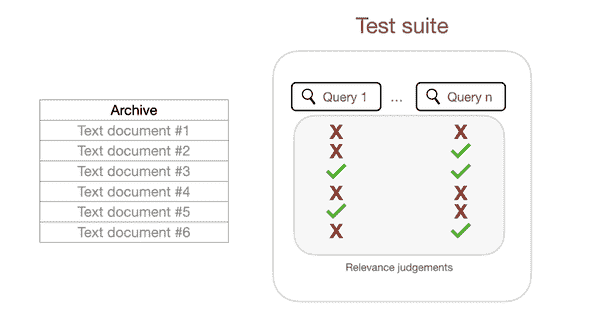 Test suite
Query 1 ... Query n
Archive
Text document #1
Text document #2
Text document #3
Text document #4
Text document #5
Text document #6
X X
X
X X
X
X
Relevance judgements